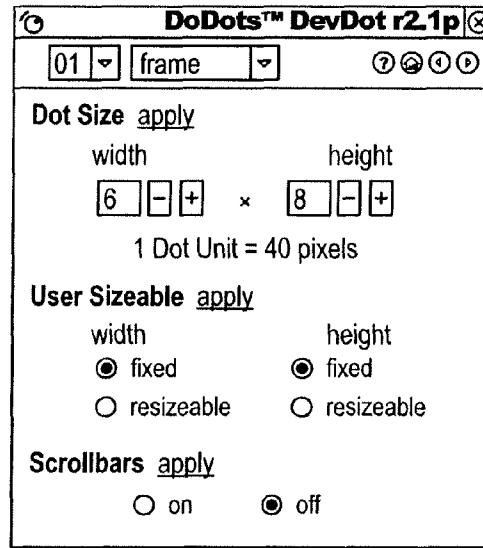 DoDots™ DevDot r2.1p
01 frame
Dot Size apply
width height
6 - + × 8 - +
1 Dot Unit = 40 pixels
User Sizeable apply
width height
fixed fixed
resizeable resizeable
Scrollbars apply
on off